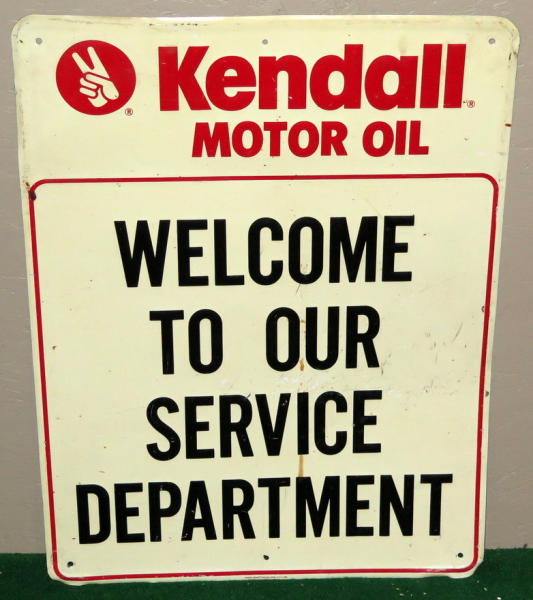 Kendall®
MOTOR OIL
®
WELCOME
TO OUR
SERVICE
DEPARTMENT